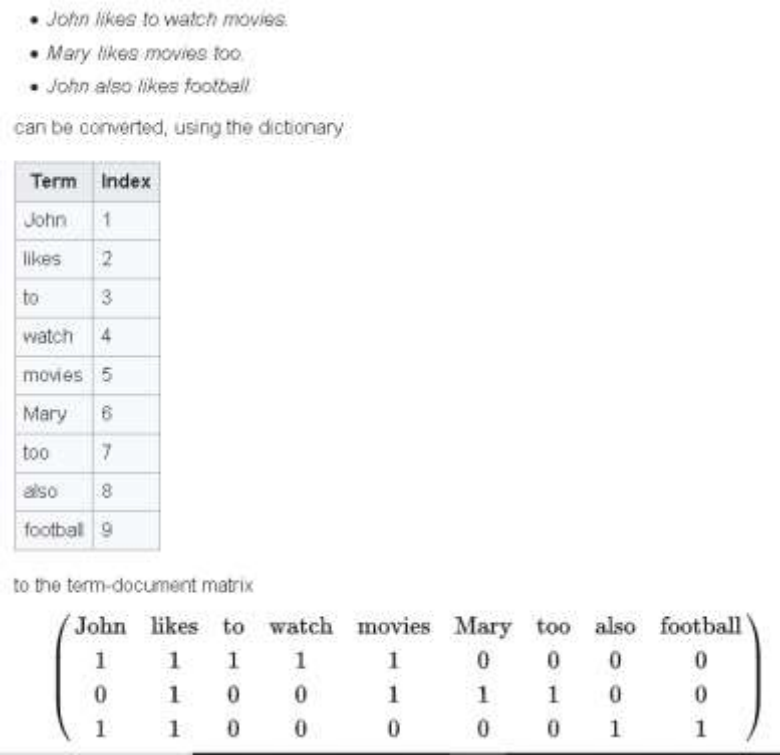 • John likes to watch movies.
• Mary likes movies too.
• John also likes football.
can be converted, using the dictionary
Term Index
John 1
likes 2
to 3
watch 4
movies 5
Mary 6
too 7
also 8
football 9
to the term-document matrix
John likes to watch movies Mary too also football
1 1 1 1 1 0 0 0 0
0 1 0 0 1 1 1 0 0
1 1 0 0 0 0 0 1 1